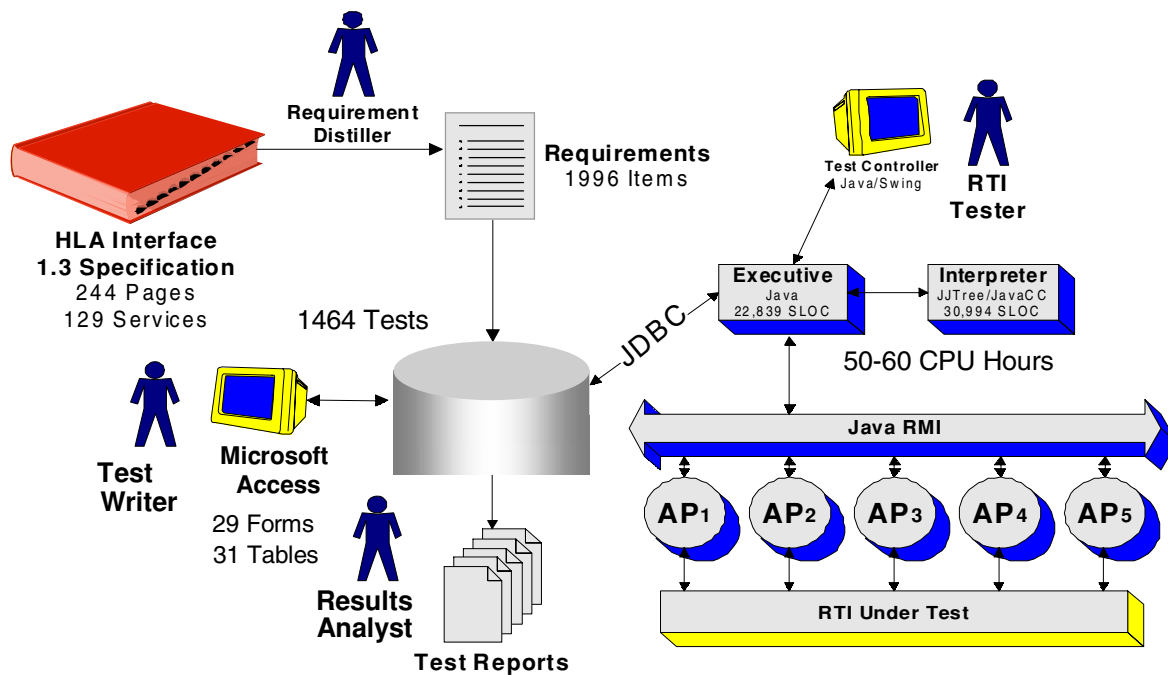 Requirement
Distiller
Requirements
1996 Items
HLA Interface
1.3 Specification
244 Pages
129 Services
Test Controller
Java/Swing
RTI
Tester
Executive
Java
22,839 SLOC
Interpreter
JJTree/JavaCC
30,994 SLOC
1464 Tests
JDBC
50-60 CPU Hours
Java RMI
Test
Writer
Microsoft
Access
29 Forms
31 Tables
AP1
AP2
AP3
AP4
AP5
Results
Analyst
Test Reports
RTI Under Test